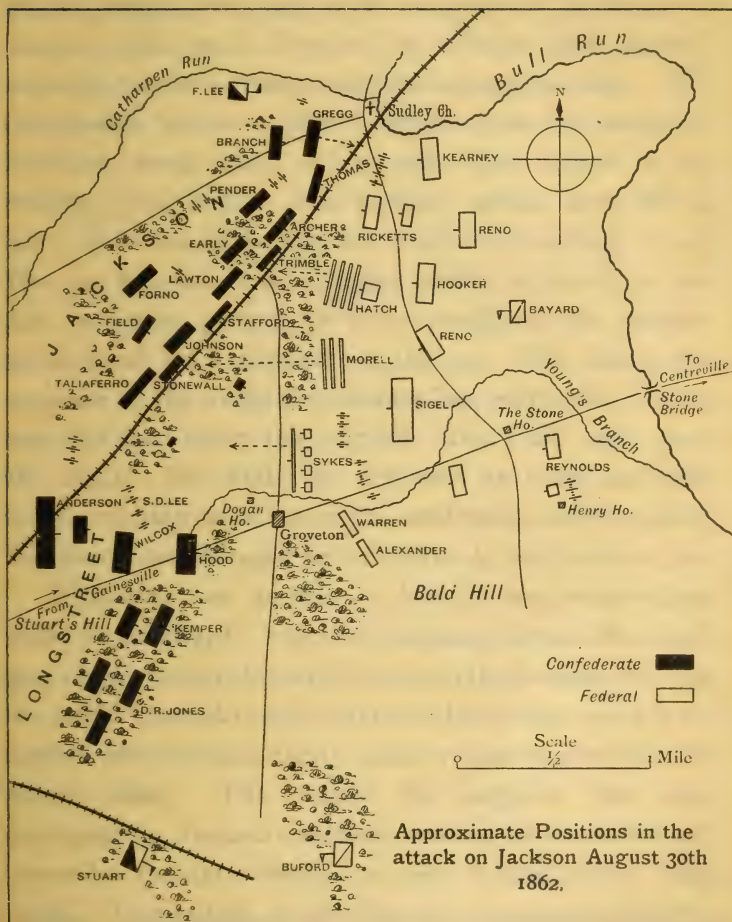 Catharpen Run
Bull Run
F. LEE
N
GREGG
Sudley Ch.
BRANCH
KEARNEY
THOMAS
PENDER
RICKETTS
RENO
ARCHER
EARLY
TRIMBLE
LAWTON
HOOKER
FORNO
HATCH
BAYARD
JACKSON
FIELD
STAFFORD
JOHNSON
RENO
MORELL
TALIAFERRO
STONEWALL
SIGEL
Young's Branch
To Centreville
Stone Bridge
The Stone Ho.
SYKES
REYNOLDS
ANDERSON
S.D.LEE
Dogan Ho.
WARREN
Henry Ho.
WILCOX
Groveton
HOOD
ALEXANDER
From Gainesville
Bald Hill
Stuart's Hill
KEMPER
LONGSTREET
D.R.JONES
Confederate
Federal
Scale
0 1/2 1 Mile
STUART
BUFORD
Approximate Positions in the
attack on Jackson August 30th
1862.